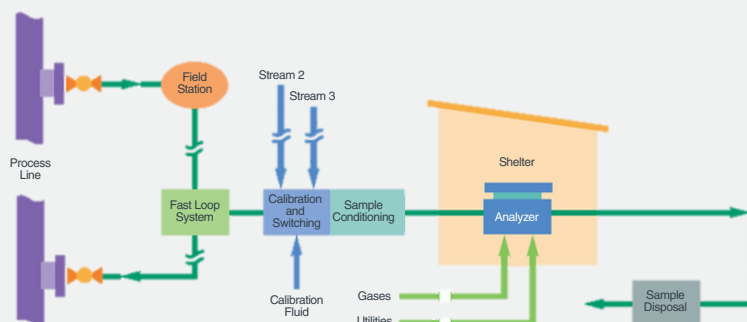 Field
Station
Stream 2
Stream 3
Process
Line
Shelter
Fast Loop
System
Calibration
and
Switching
Sample
Conditioning
Analyzer
Calibration
Fluid
Gases
Utilities
Sample
Disposal